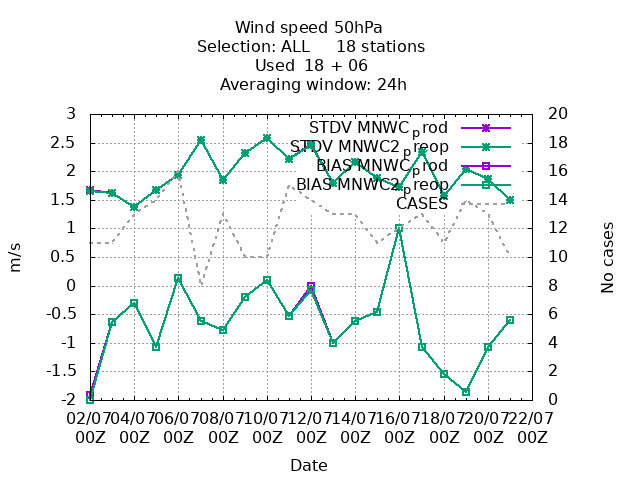 Wind speed 50hPa
Selection: ALL 18 stations
Used 18 + 06
Averaging window: 24h
STDV MNWC_prod
STDV MNWC2_preop
BIAS MNWC_prod
BIAS MNWC2_preop
CASES
3
2.5
2
1.5
1
0.5
0
-0.5
-1
-1.5
-2
20
18
16
14
12
10
8
6
4
2
0
m/s
No cases
02/07 04/07 06/07 08/07 10/07 12/07 14/07 16/07 18/07 20/07 22/07
00Z 00Z 00Z 00Z 00Z 00Z 00Z 00Z 00Z 00Z 00Z
Date